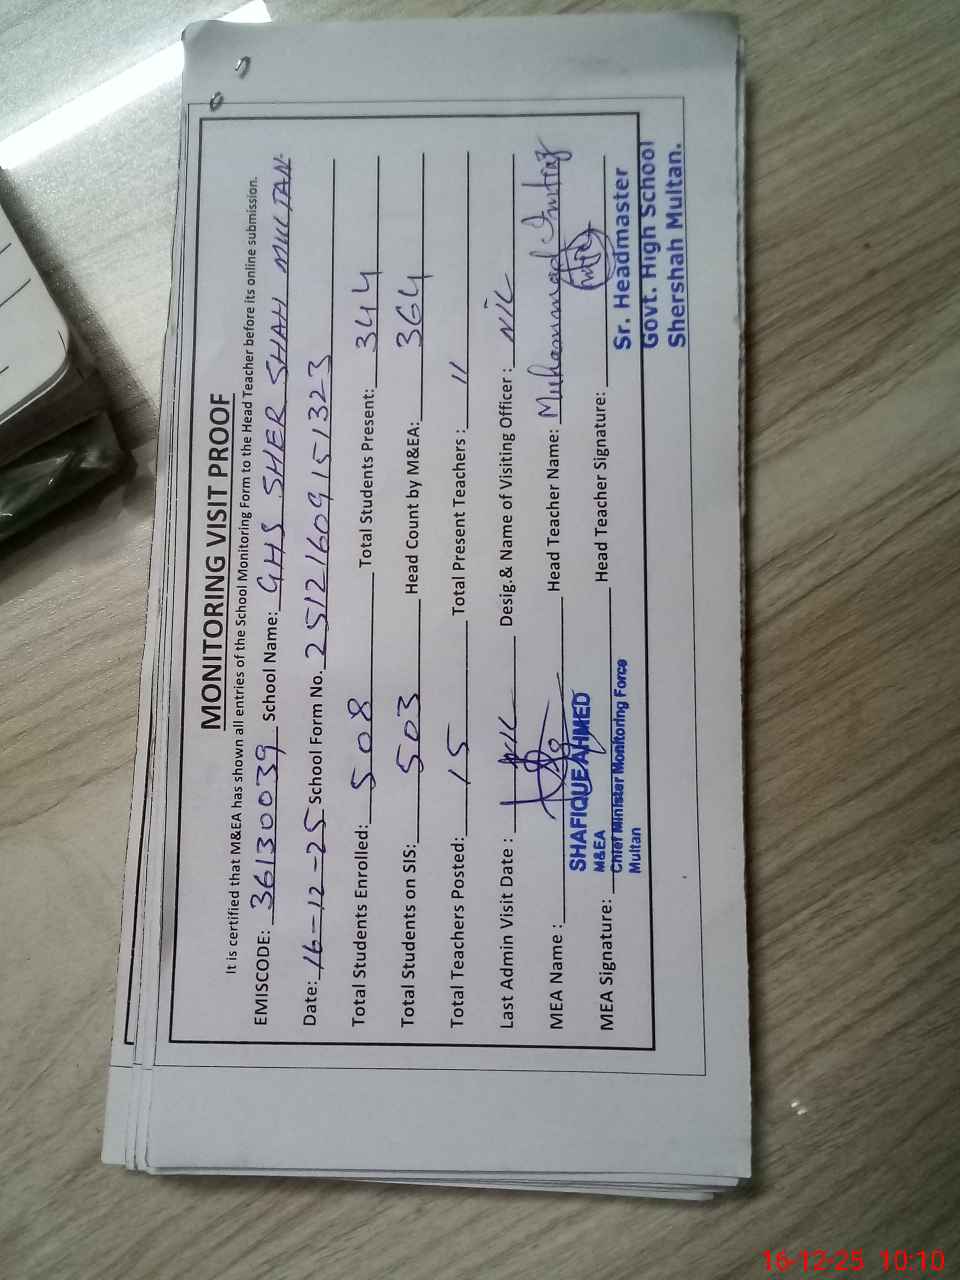 MONITORING VISIT PROOF
It is certified that M&EA has shown all entries of the School Monitoring Form to the Head Teacher before its online submission.
EMISCODE: 36130039 School Name: GHS SHER SHAH MULTAN
Date: 16-12-25 School Form No. 25121609151323
Total Students Enrolled: 508 Total Students Present: 344
Total Students on SIS: 503 Head Count by M&EA: 364
Total Teachers Posted: 15 Total Present Teachers : 11
Last Admin Visit Date : NIL Desig.& Name of Visiting Officer : NIL
MEA Name : Head Teacher Name: Muhammad Imtiaz
SHAFIQUE AHMED
M&EA
MEA Signature: Head Teacher Signature:
Chief Minister Monitoring Force
Multan
Sr. Headmaster
Govt. High School
Shershah Multan.
16-12-25 10:10